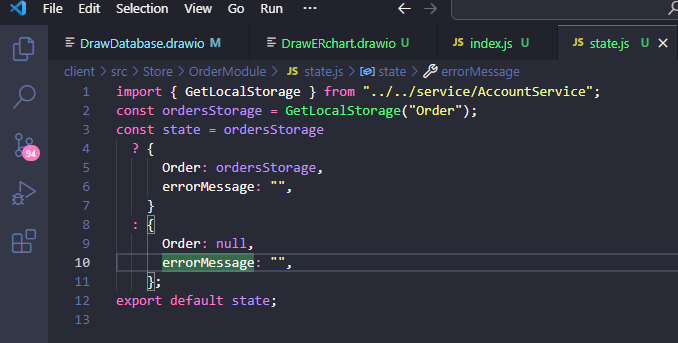 File Edit Selection View Go Run ···
DrawDatabase.drawio M DrawERchart.drawio U JS index.js U JS state.js U
client > src > Store > OrderModule > JS state.js > state > errorMessage
94
1 import { GetLocalStorage } from "../../service/AccountService";
2 const ordersStorage = GetLocalStorage("Order");
3 const state = ordersStorage
4 ? {
5 Order: ordersStorage,
6 errorMessage: "",
7 }
8 : {
9 Order: null,
10 errorMessage: "",
11 };
12 export default state;
13